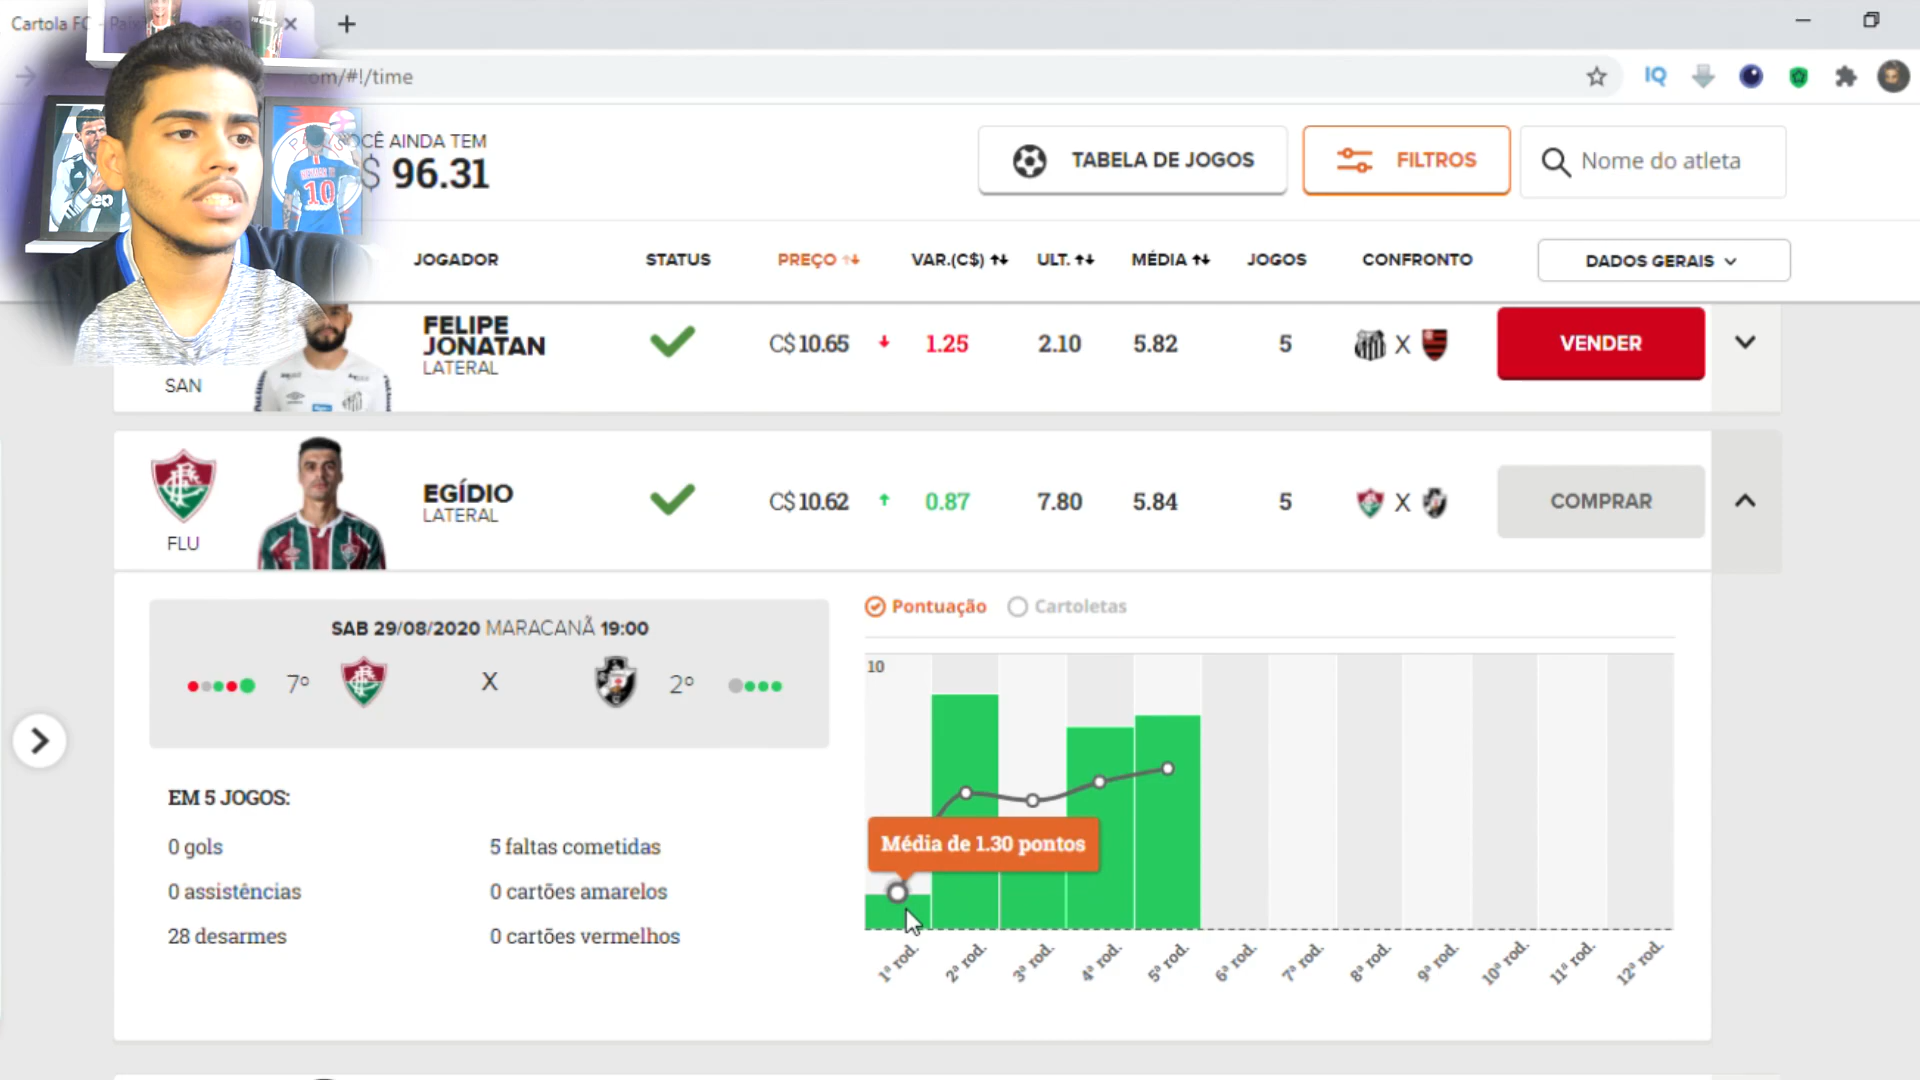 Cartola FC - Paix
om/#!/time
OCÊ AINDA TEM
$ 96.31
TABELA DE JOGOS
FILTROS
Nome do atleta
JOGADOR STATUS PREÇO VAR.(C$) ULT. MÉDIA JOGOS CONFRONTO DADOS GERAIS
SAN
FELIPE
JONATAN
LATERAL
C$ 10.65 1.25 2.10 5.82 5 X VENDER
FLU
EGÍDIO
LATERAL
C$ 10.62 0.87 7.80 5.84 5 X COMPRAR
SAB 29/08/2020 MARACANÃ 19:00
7º X 2º
EM 5 JOGOS:
0 gols
0 assistências
28 desarmes
5 faltas cometidas
0 cartões amarelos
0 cartões vermelhos
Pontuação Cartoletas
10
Média de 1.30 pontos
1ª rod. 2ª rod. 3ª rod. 4ª rod. 5ª rod. 6ª rod. 7ª rod. 8ª rod. 9ª rod. 10ª rod. 11ª rod. 12ª rod.
IQ
10